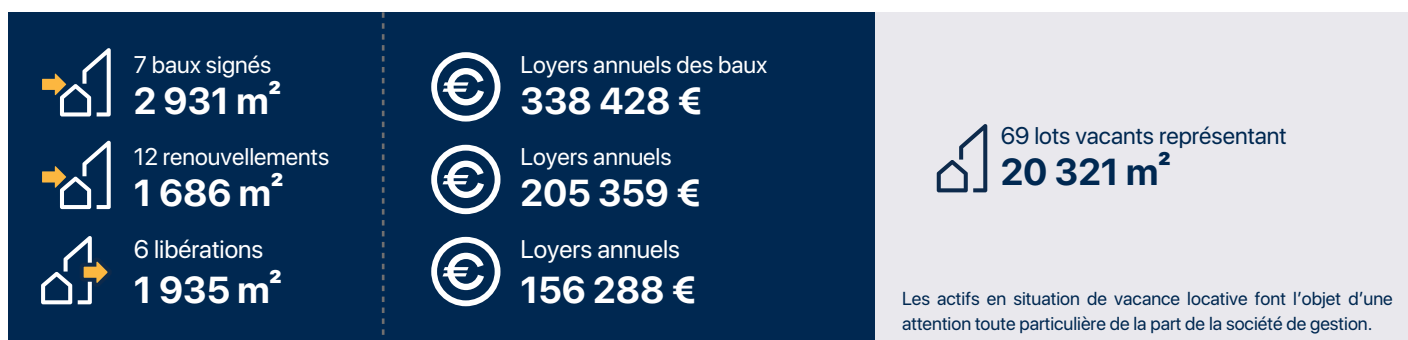 7 baux signés
2 931 m²
Loyers annuels des baux
338 428 €
12 renouvellements
1 686 m²
Loyers annuels
205 359 €
6 libérations
1 935 m²
Loyers annuels
156 288 €
69 lots vacants représentant
20 321 m²
Les actifs en situation de vacance locative font l’objet d’une
attention toute particulière de la part de la société de gestion.